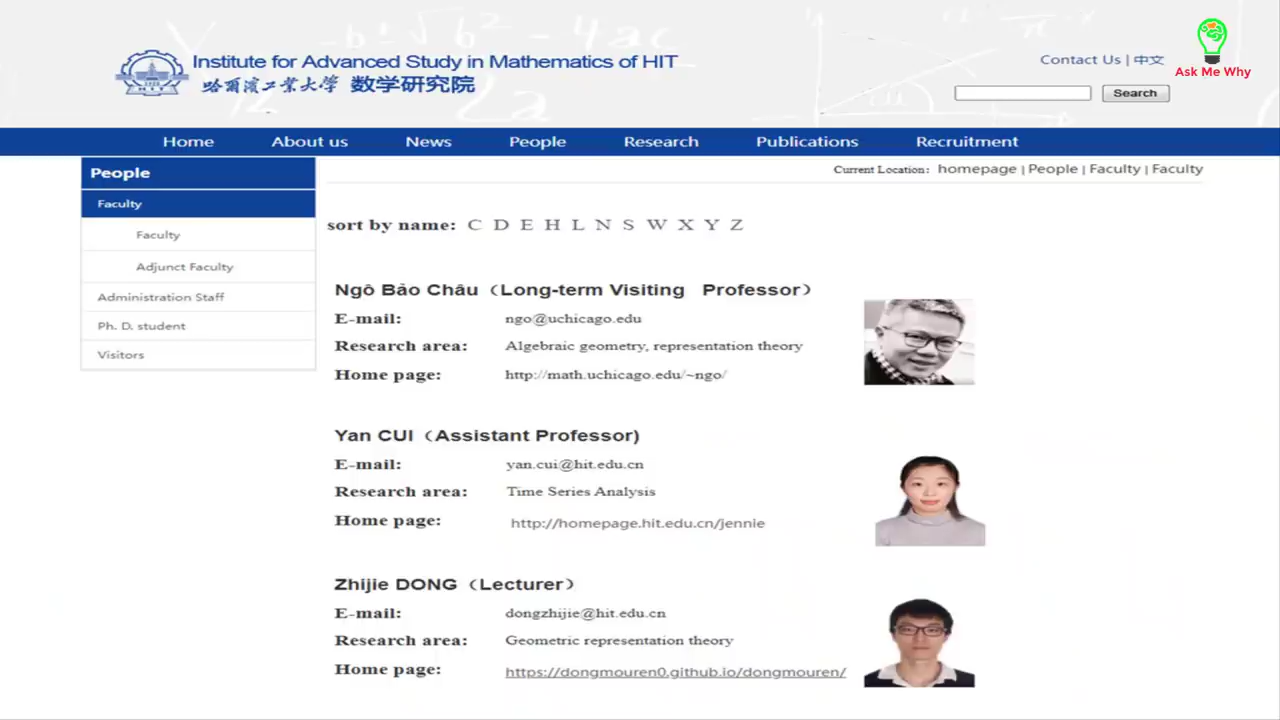 Institute for Advanced Study in Mathematics of HIT
哈尔滨工业大学 数学研究院
Contact Us | 中文
Search
Ask Me Why
Home About us News People Research Publications Recruitment
People
Current Location: homepage | People | Faculty | Faculty
Faculty
Faculty
Adjunct Faculty
Administration Staff
Ph. D. student
Visitors
sort by name: C D E H L N S W X Y Z
Ngô Bảo Châu（Long-term Visiting Professor）
E-mail: ngo@uchicago.edu
Research area: Algebraic geometry, representation theory
Home page: http://math.uchicago.edu/~ngo/
Yan CUI（Assistant Professor)
E-mail: yan.cui@hit.edu.cn
Research area: Time Series Analysis
Home page: http://homepage.hit.edu.cn/jennie
Zhijie DONG（Lecturer）
E-mail: dongzhijie@hit.edu.cn
Research area: Geometric representation theory
Home page: https://dongmouren0.github.io/dongmouren/